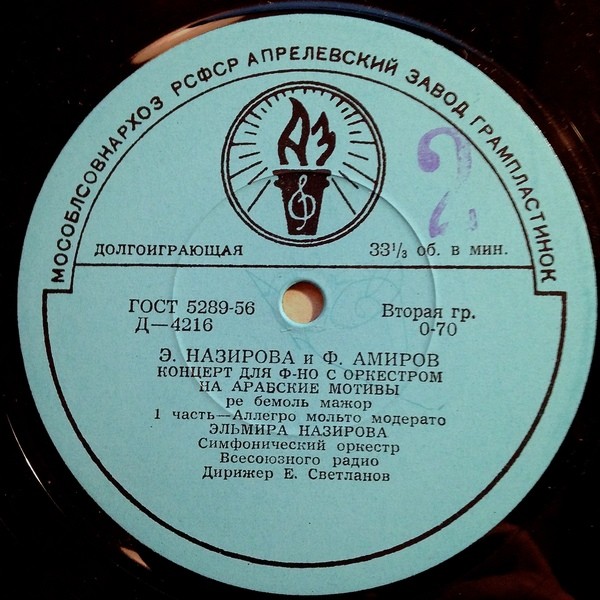 МОСОБЛСОВНАРХОЗ РСФСР АПРЕЛЕВСКИЙ ЗАВОД ГРАМПЛАСТИНОК
АЗ
2
ДОЛГОИГРАЮЩАЯ 33⅓ об. в мин.
ГОСТ 5289-56 Вторая гр.
Д—4216 0-70
Э. НАЗИРОВА и Ф. АМИРОВ
КОНЦЕРТ ДЛЯ Ф-НО С ОРКЕСТРОМ
НА АРАБСКИЕ МОТИВЫ
ре бемоль мажор
1 часть—Аллегро мольто модерато
ЭЛЬМИРА НАЗИРОВА
Симфонический оркестр
Всесоюзного радио
Дирижер Е. Светланов